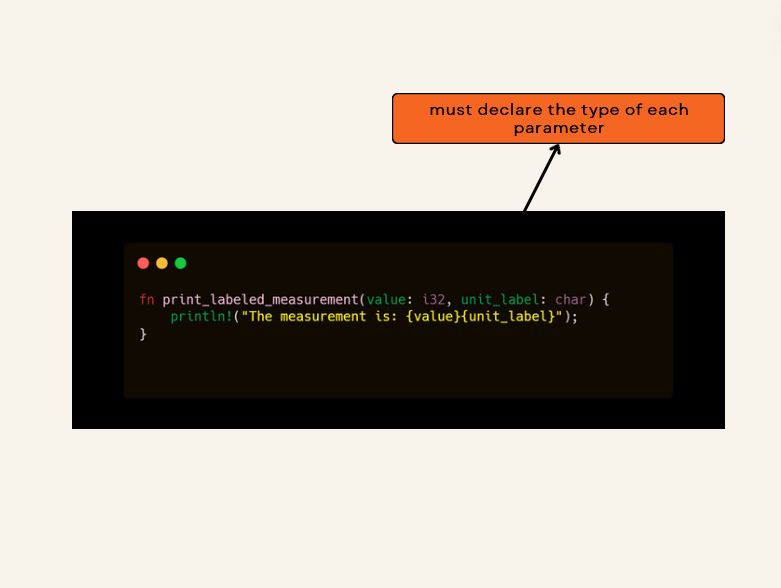 must declare the type of each
parameter
fn print_labeled_measurement(value: i32, unit_label: char) {
    println!("The measurement is: {value}{unit_label}");
}